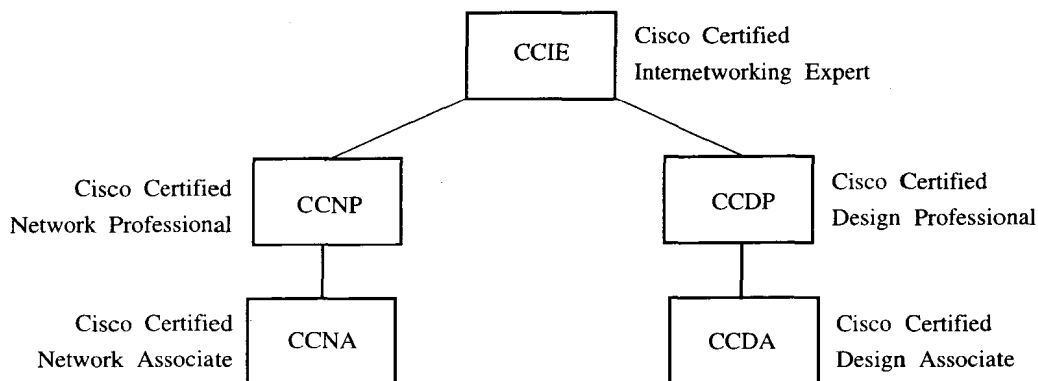 CCIE
Cisco Certified
Internetworking Expert
Cisco Certified
Network Professional
CCNP
CCDP
Cisco Certified
Design Professional
Cisco Certified
Network Associate
CCNA
CCDA
Cisco Certified
Design Associate